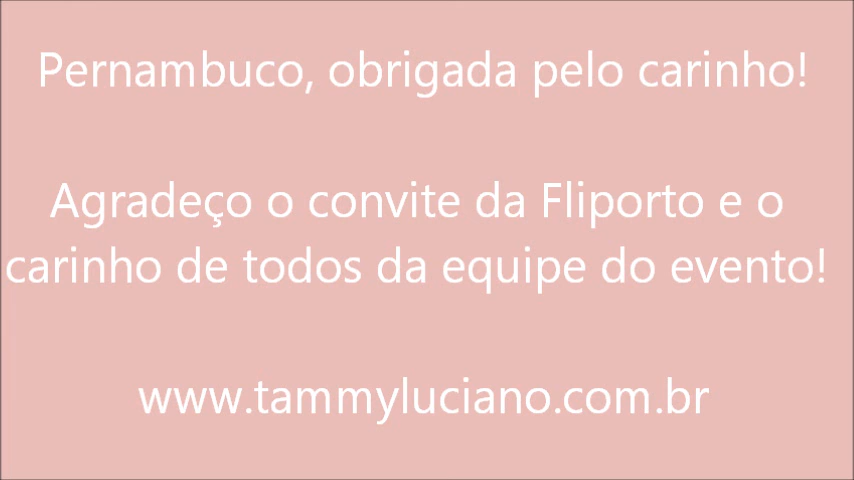 Pernambuco, obrigada pelo carinho!
Agradeço o convite da Fliporto e o
carinho de todos da equipe do evento!
www.tammyluciano.com.br